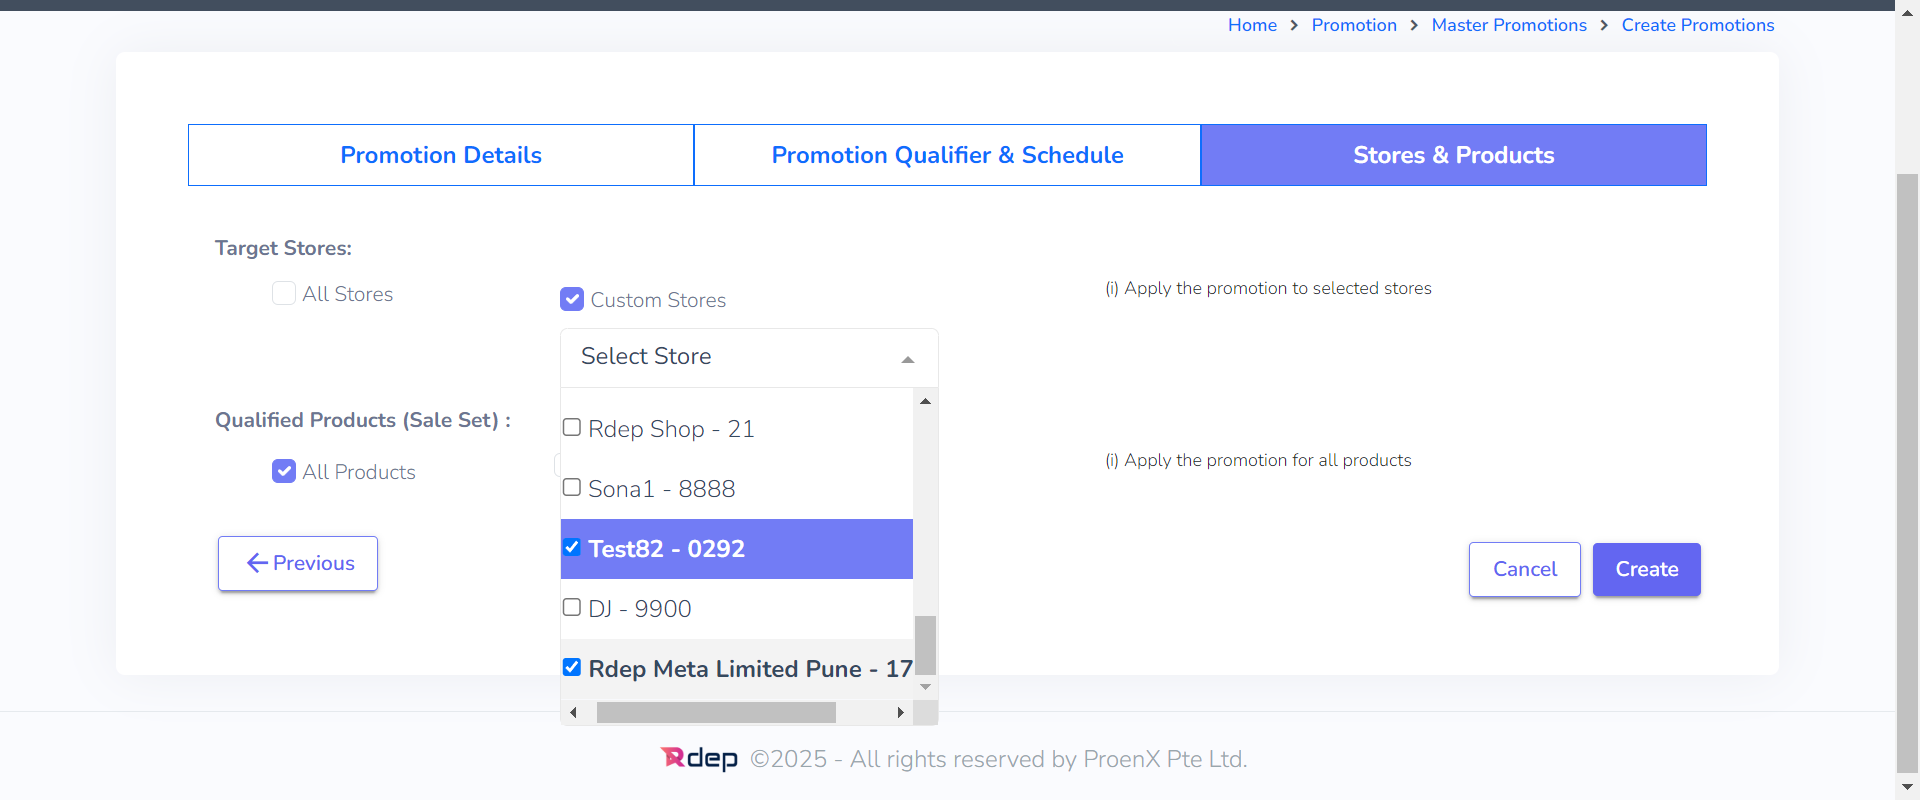 Home > Promotion > Master Promotions > Create Promotions
Promotion Details
Promotion Qualifier & Schedule
Stores & Products
Target Stores:
All Stores
Custom Stores
(i) Apply the promotion to selected stores
Select Store
Rdep Shop - 21
Sona1 - 8888
Test82 - 0292
DJ - 9900
Rdep Meta Limited Pune - 17
Qualified Products (Sale Set) :
All Products
(i) Apply the promotion for all products
Previous
Cancel
Create
Rdep ©2025 - All rights reserved by ProenX Pte Ltd.